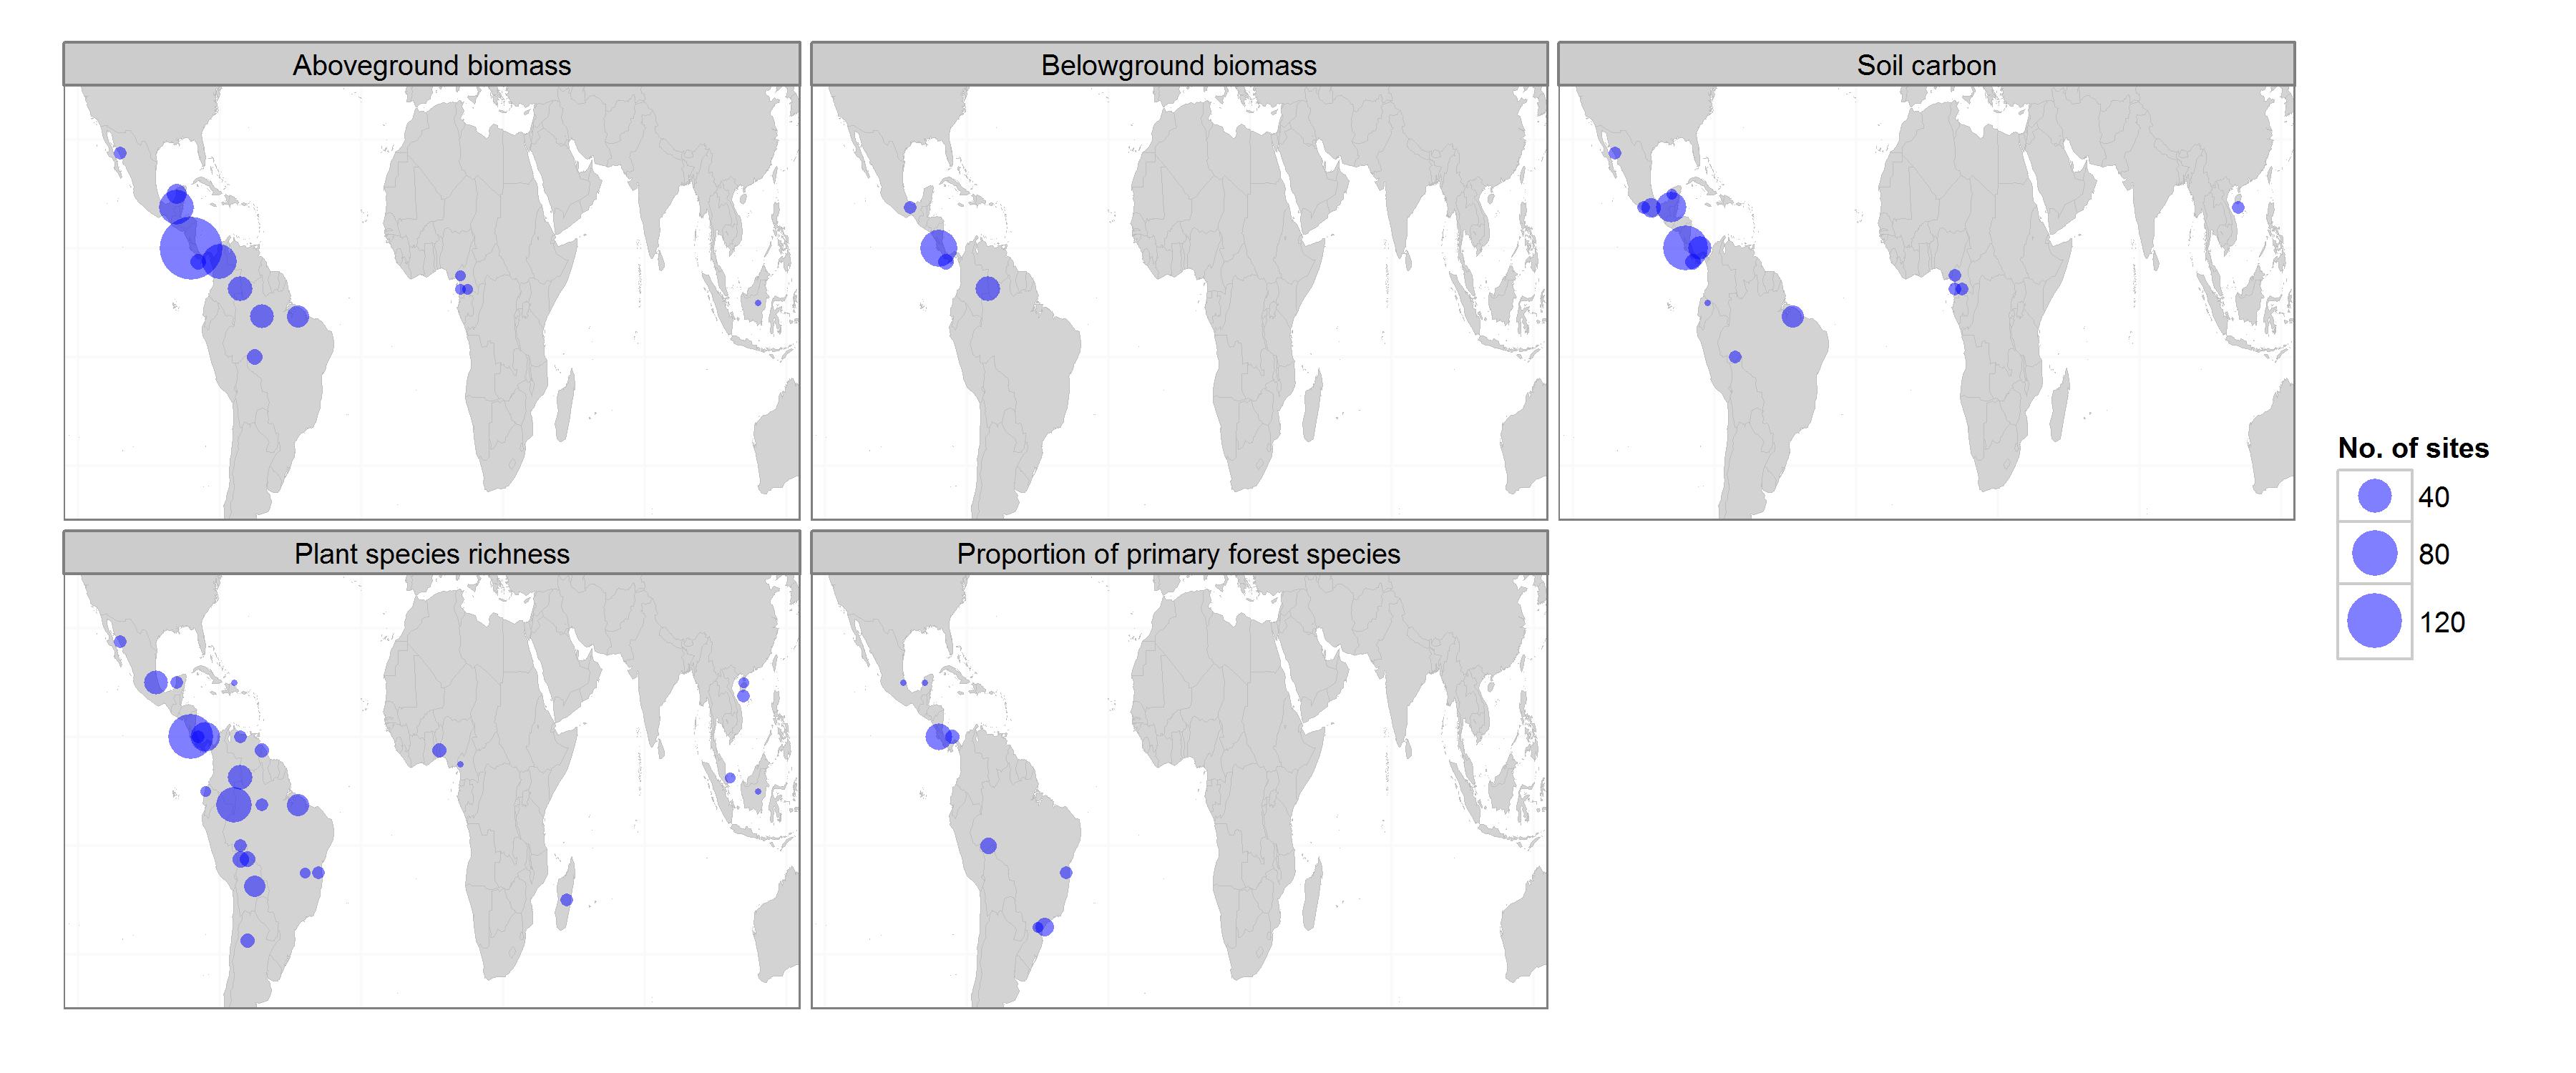 Aboveground biomass
Belowground biomass
Soil carbon
Plant species richness
Proportion of primary forest species
No. of sites
40
80
120